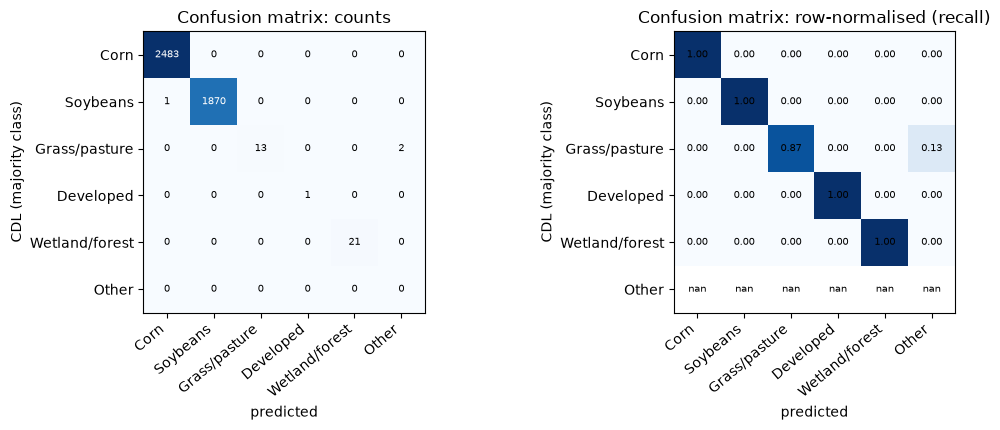 Confusion matrix: counts
CDL (majority class)
Corn 2483 0 0 0 0 0
Soybeans 1 1870 0 0 0 0
Grass/pasture 0 0 13 0 0 2
Developed 0 0 0 1 0 0
Wetland/forest 0 0 0 0 21 0
Other 0 0 0 0 0 0
Corn Soybeans Grass/pasture Developed Wetland/forest Other
predicted
Confusion matrix: row-normalised (recall)
CDL (majority class)
Corn 1.00 0.00 0.00 0.00 0.00 0.00
Soybeans 0.00 1.00 0.00 0.00 0.00 0.00
Grass/pasture 0.00 0.00 0.87 0.00 0.00 0.13
Developed 0.00 0.00 0.00 1.00 0.00 0.00
Wetland/forest 0.00 0.00 0.00 0.00 1.00 0.00
Other nan nan nan nan nan nan
Corn Soybeans Grass/pasture Developed Wetland/forest Other
predicted